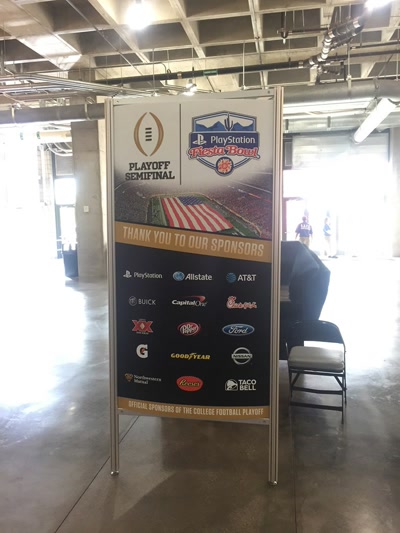 PLAYOFF
SEMIFINAL
PlayStation
Fiesta Bowl
THANK YOU TO OUR SPONSORS
PlayStation Allstate AT&T
BUICK Capital One Chick-fil-A
XX Dr Pepper Ford
G GOODYEAR NISSAN
Northwestern
Mutual
Reese's
TACO
BELL
OFFICIAL SPONSORS OF THE COLLEGE FOOTBALL PLAYOFF